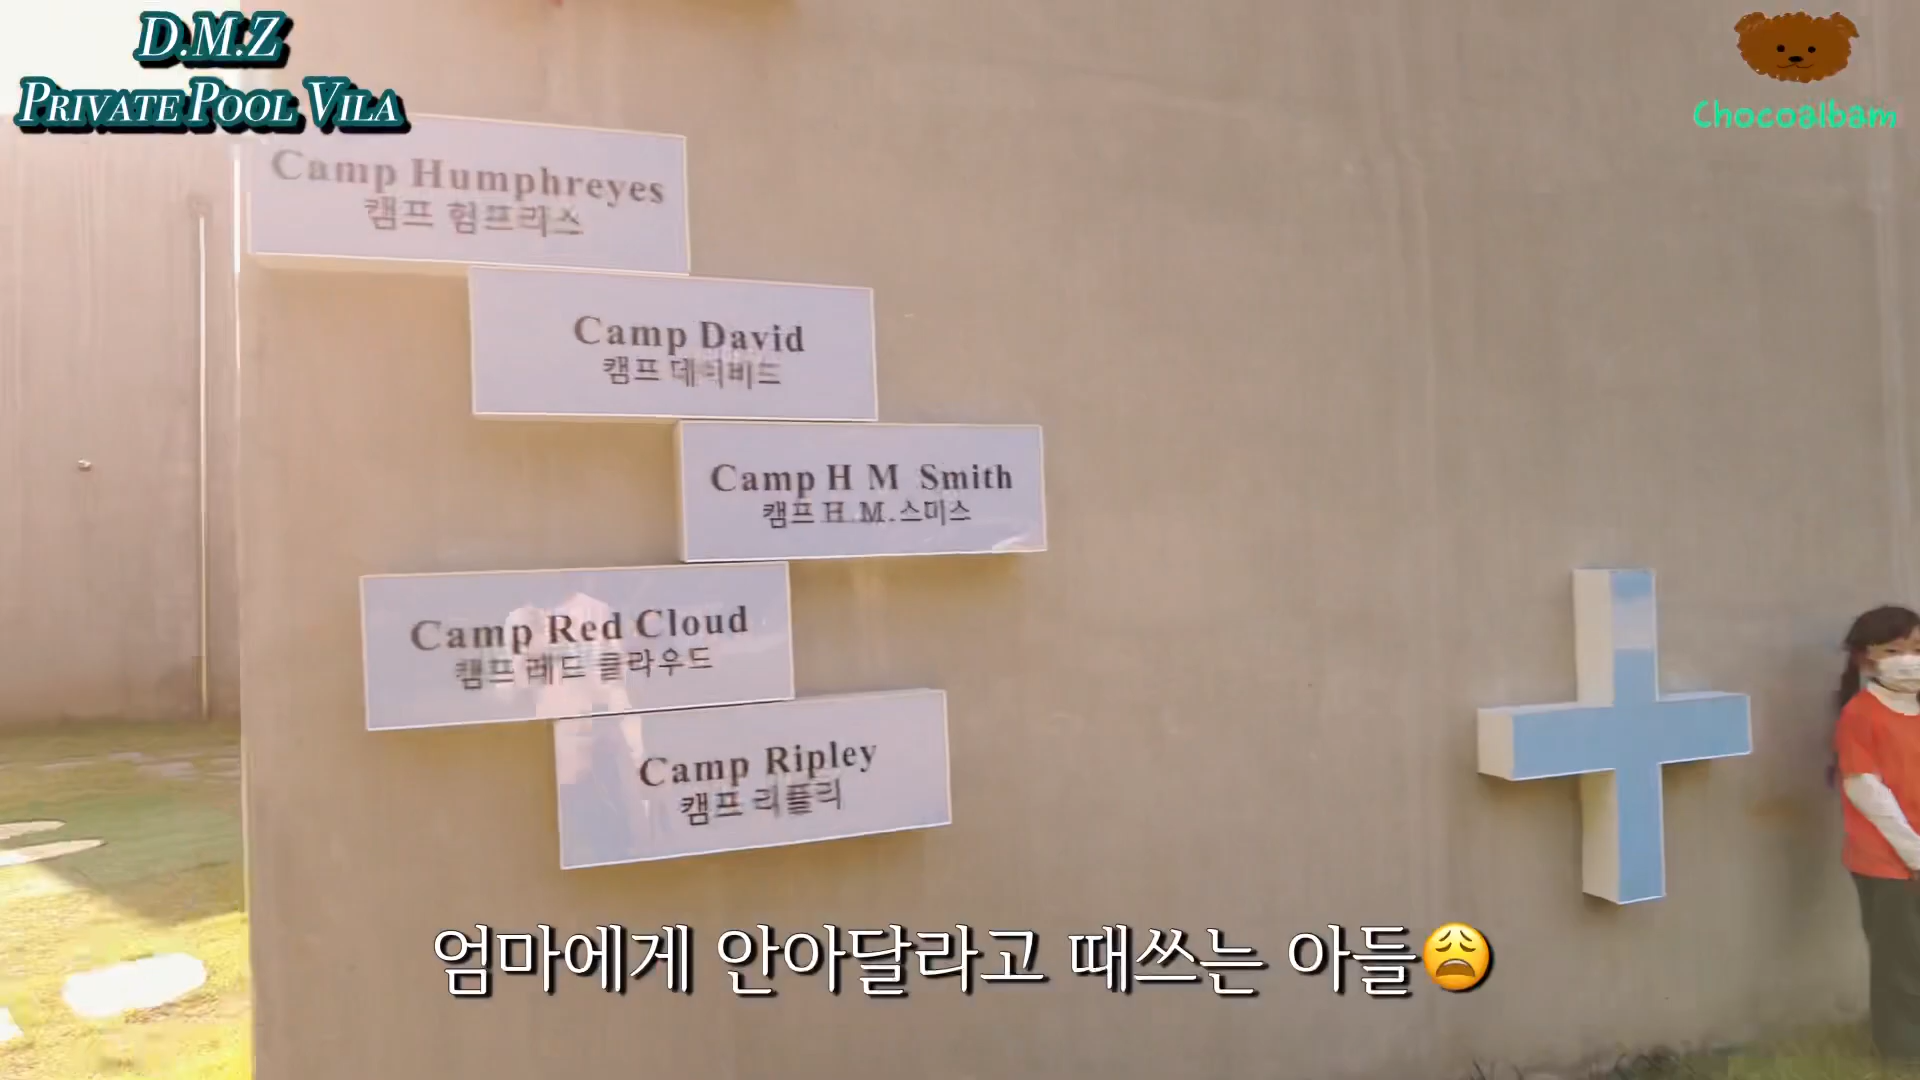 D.M.Z
PRIVATE POOL VILA
Chocoalbam
Camp Humphreyes
캠프 험프리스
Camp David
캠프 데이비드
Camp H M Smith
캠프 H.M.스미스
Camp Red Cloud
캠프 레드 클라우드
Camp Ripley
캠프 리플리
엄마에게 안아달라고 때쓰는 아들😩